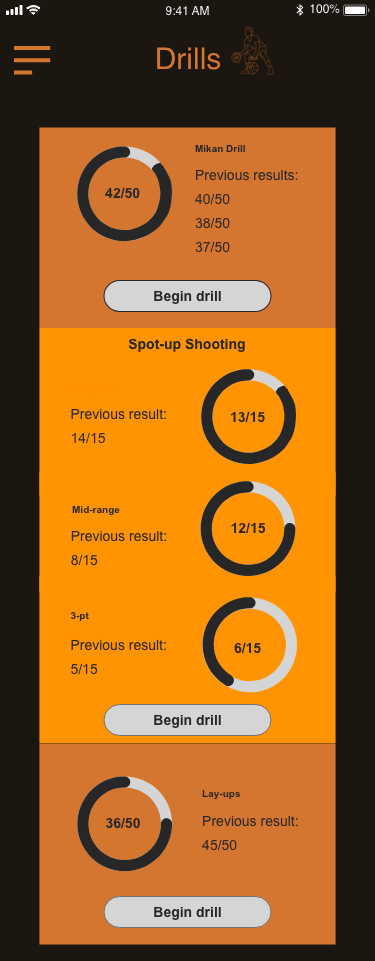 9:41 AM
100%
Drills
Mikan Drill
42/50
Previous results:
40/50
38/50
37/50
Begin drill
Spot-up Shooting
Previous result:
14/15
13/15
Mid-range
Previous result:
8/15
12/15
3-pt
Previous result:
5/15
6/15
Begin drill
36/50
Lay-ups
Previous result:
45/50
Begin drill